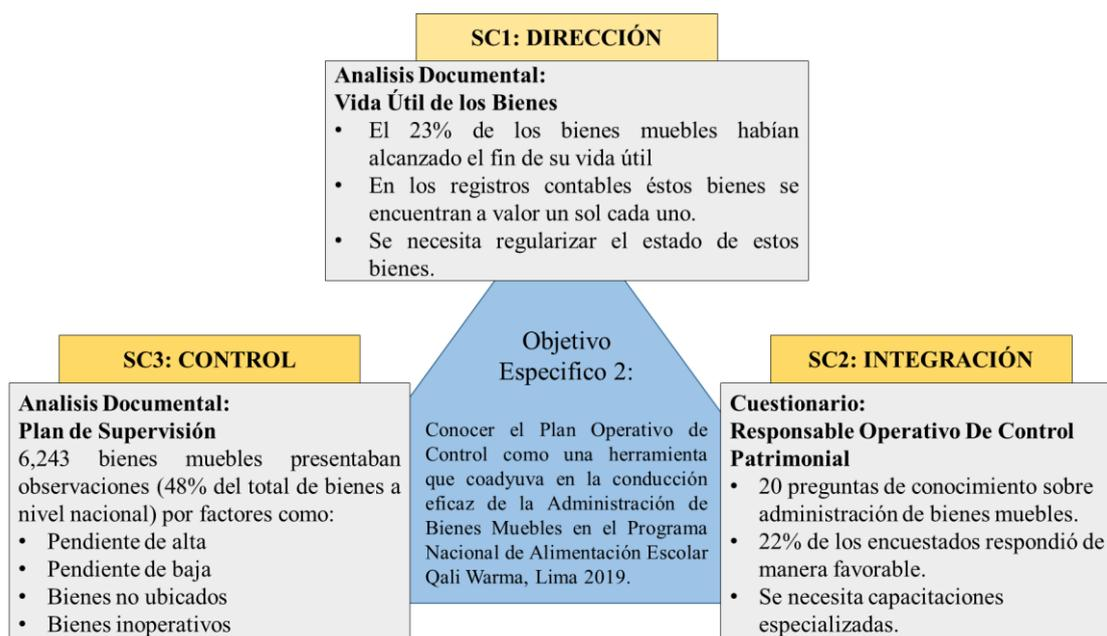 SC1: DIRECCIÓN
Analisis Documental:
Vida Útil de los Bienes
• El 23% de los bienes muebles habían
alcanzado el fin de su vida útil
• En los registros contables éstos bienes se
encuentran a valor un sol cada uno.
• Se necesita regularizar el estado de estos
bienes.
SC3: CONTROL
Analisis Documental:
Plan de Supervisión
6,243 bienes muebles presentaban
observaciones (48% del total de bienes a
nivel nacional) por factores como:
• Pendiente de alta
• Pendiente de baja
• Bienes no ubicados
• Bienes inoperativos
Objetivo
Especifico 2:
Conocer el Plan Operativo de
Control como una herramienta
que coadyuva en la conducción
eficaz de la Administración de
Bienes Muebles en el Programa
Nacional de Alimentación Escolar
Qali Warma, Lima 2019.
SC2: INTEGRACIÓN
Cuestionario:
Responsable Operativo De Control
Patrimonial
• 20 preguntas de conocimiento sobre
administración de bienes muebles.
• 22% de los encuestados respondió de
manera favorable.
• Se necesita capacitaciones
especializadas.